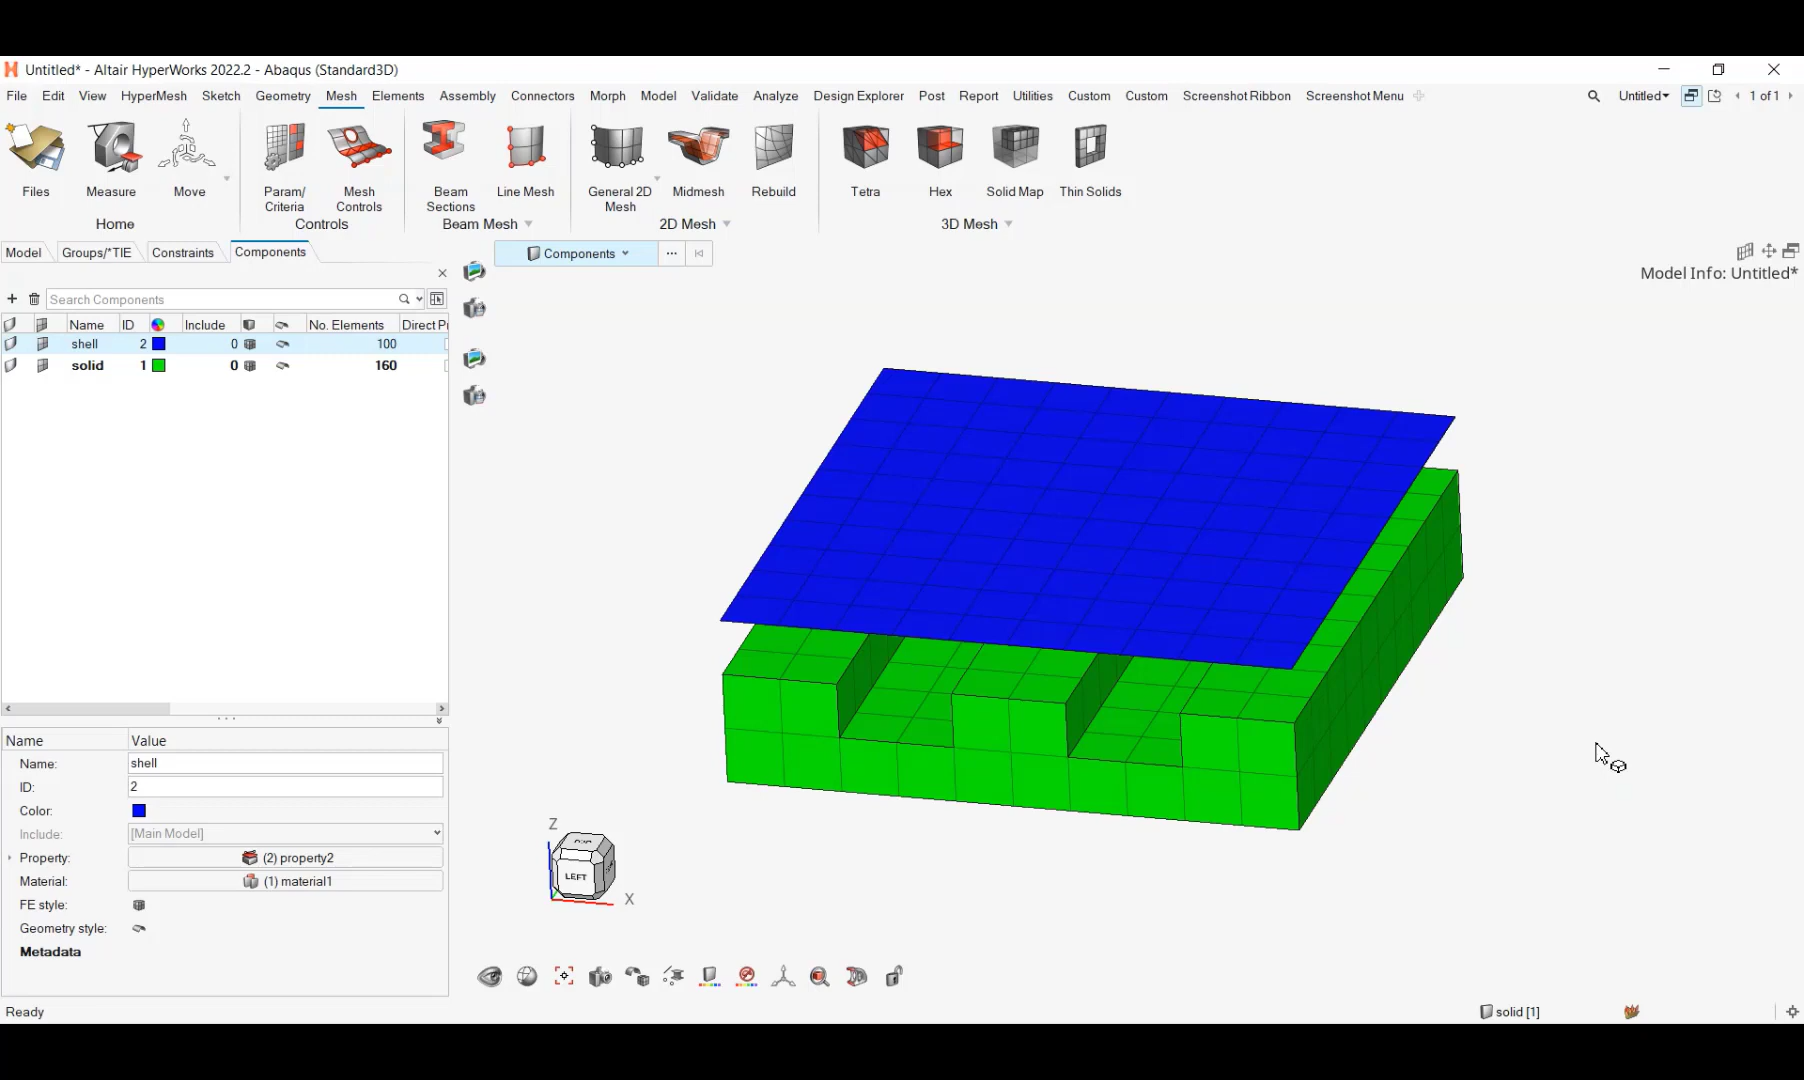 Untitled* - Altair HyperWorks 2022.2 - Abaqus (Standard3D)
File Edit View HyperMesh Sketch Geometry Mesh Elements Assembly Connectors Morph Model Validate Analyze Design Explorer Post Report Utilities Custom Custom Screenshot Ribbon Screenshot Menu Untitled 1 of 1
Files Measure Move Param/ Criteria Mesh Controls Beam Sections Line Mesh General 2D Mesh Midmesh Rebuild Tetra Hex Solid Map Thin Solids
Home Controls Beam Mesh 2D Mesh 3D Mesh
Model Groups/*TIE Constraints Components
Components ...
Model Info: Untitled*
Search Components
Name ID Include No. Elements Direct Pr
shell 2 0 100
solid 1 0 160
Name Value
Name: shell
ID: 2
Color:
Include: [Main Model]
Property: (2) property2
Material: (1) material1
FE style:
Geometry style:
Metadata
Z
LEFT
X
Ready
solid [1]